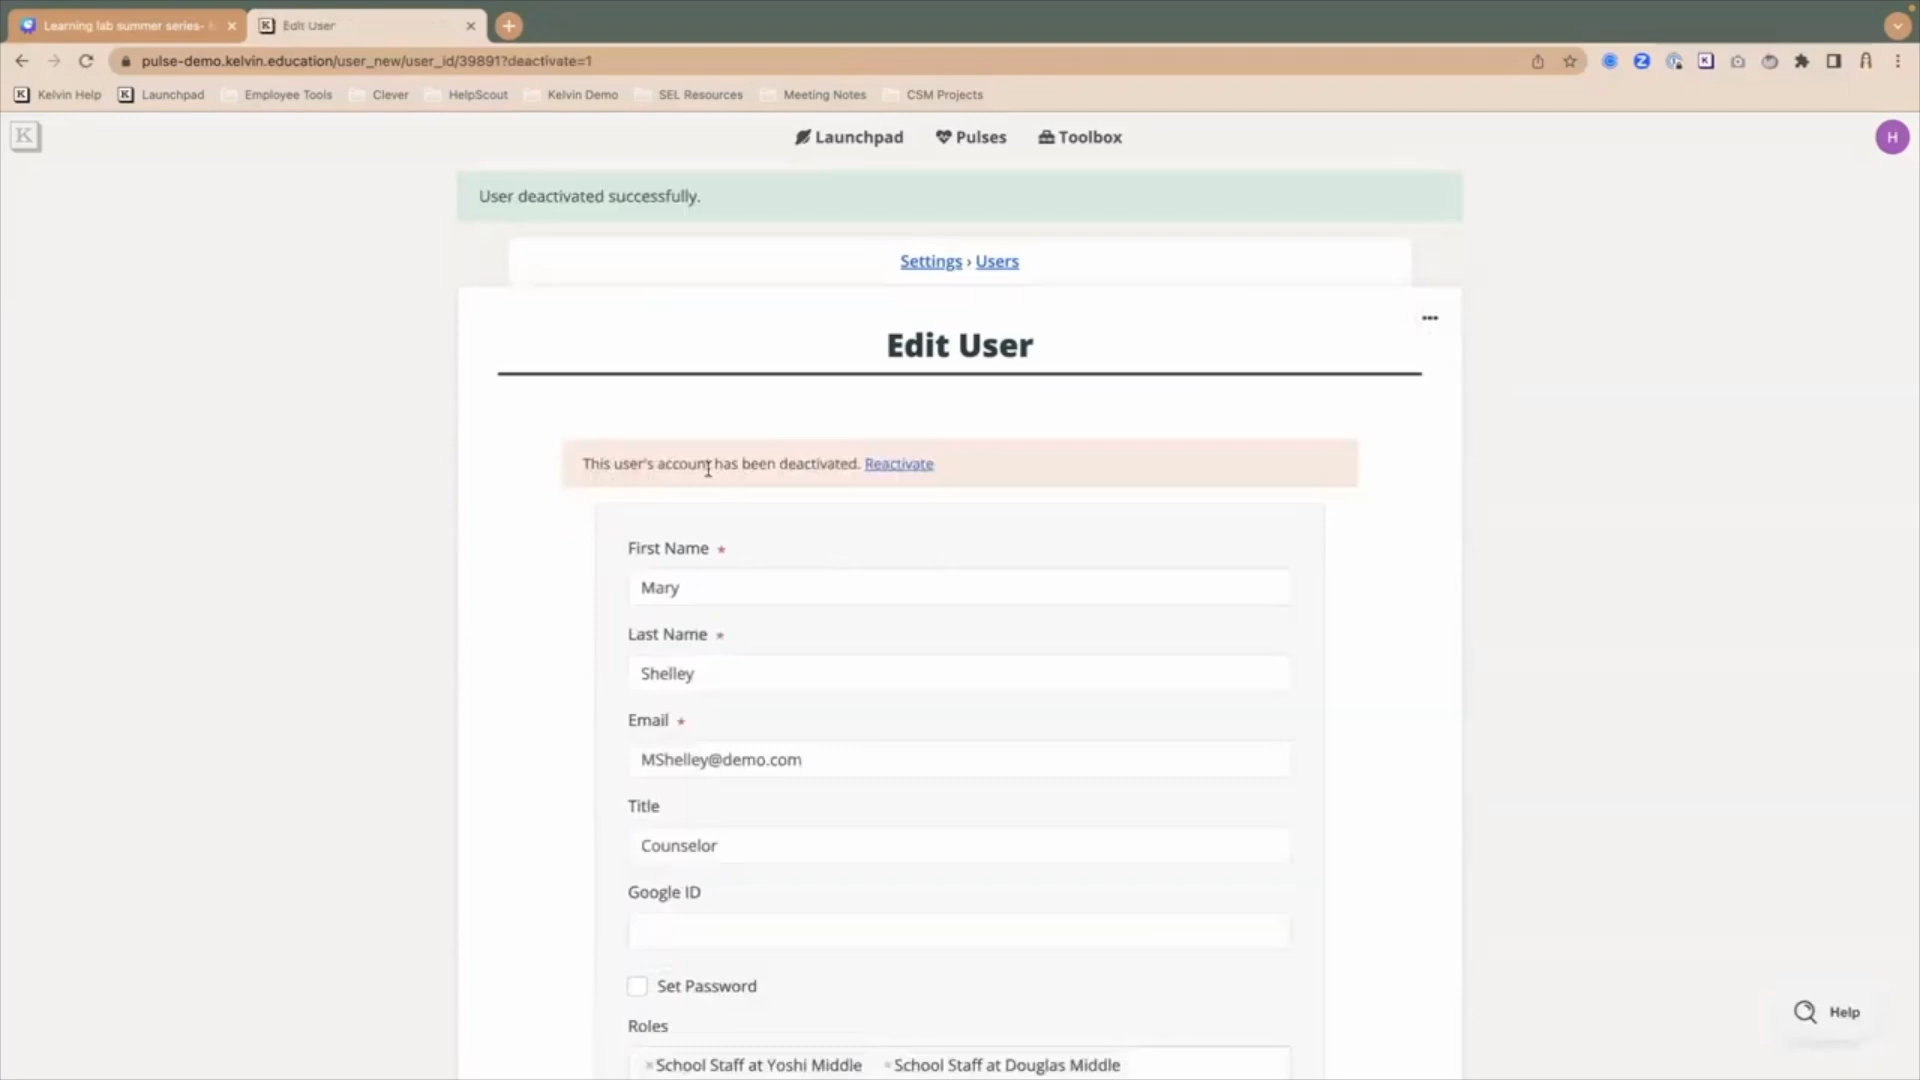 Learning lab summer series-
Edit User
pulse-demo.kelvin.education/user_new/user_id/39891?deactivate=1
Kelvin Help
Launchpad
Employee Tools
Clever
HelpScout
Kelvin Demo
SEL Resources
Meeting Notes
CSM Projects
K
Launchpad
Pulses
Toolbox
H
User deactivated successfully.
Settings › Users
Edit User
This user's account has been deactivated. Reactivate
First Name *
Mary
Last Name *
Shelley
Email *
MShelley@demo.com
Title
Counselor
Google ID
Set Password
Roles
×School Staff at Yoshi Middle ×School Staff at Douglas Middle
Help